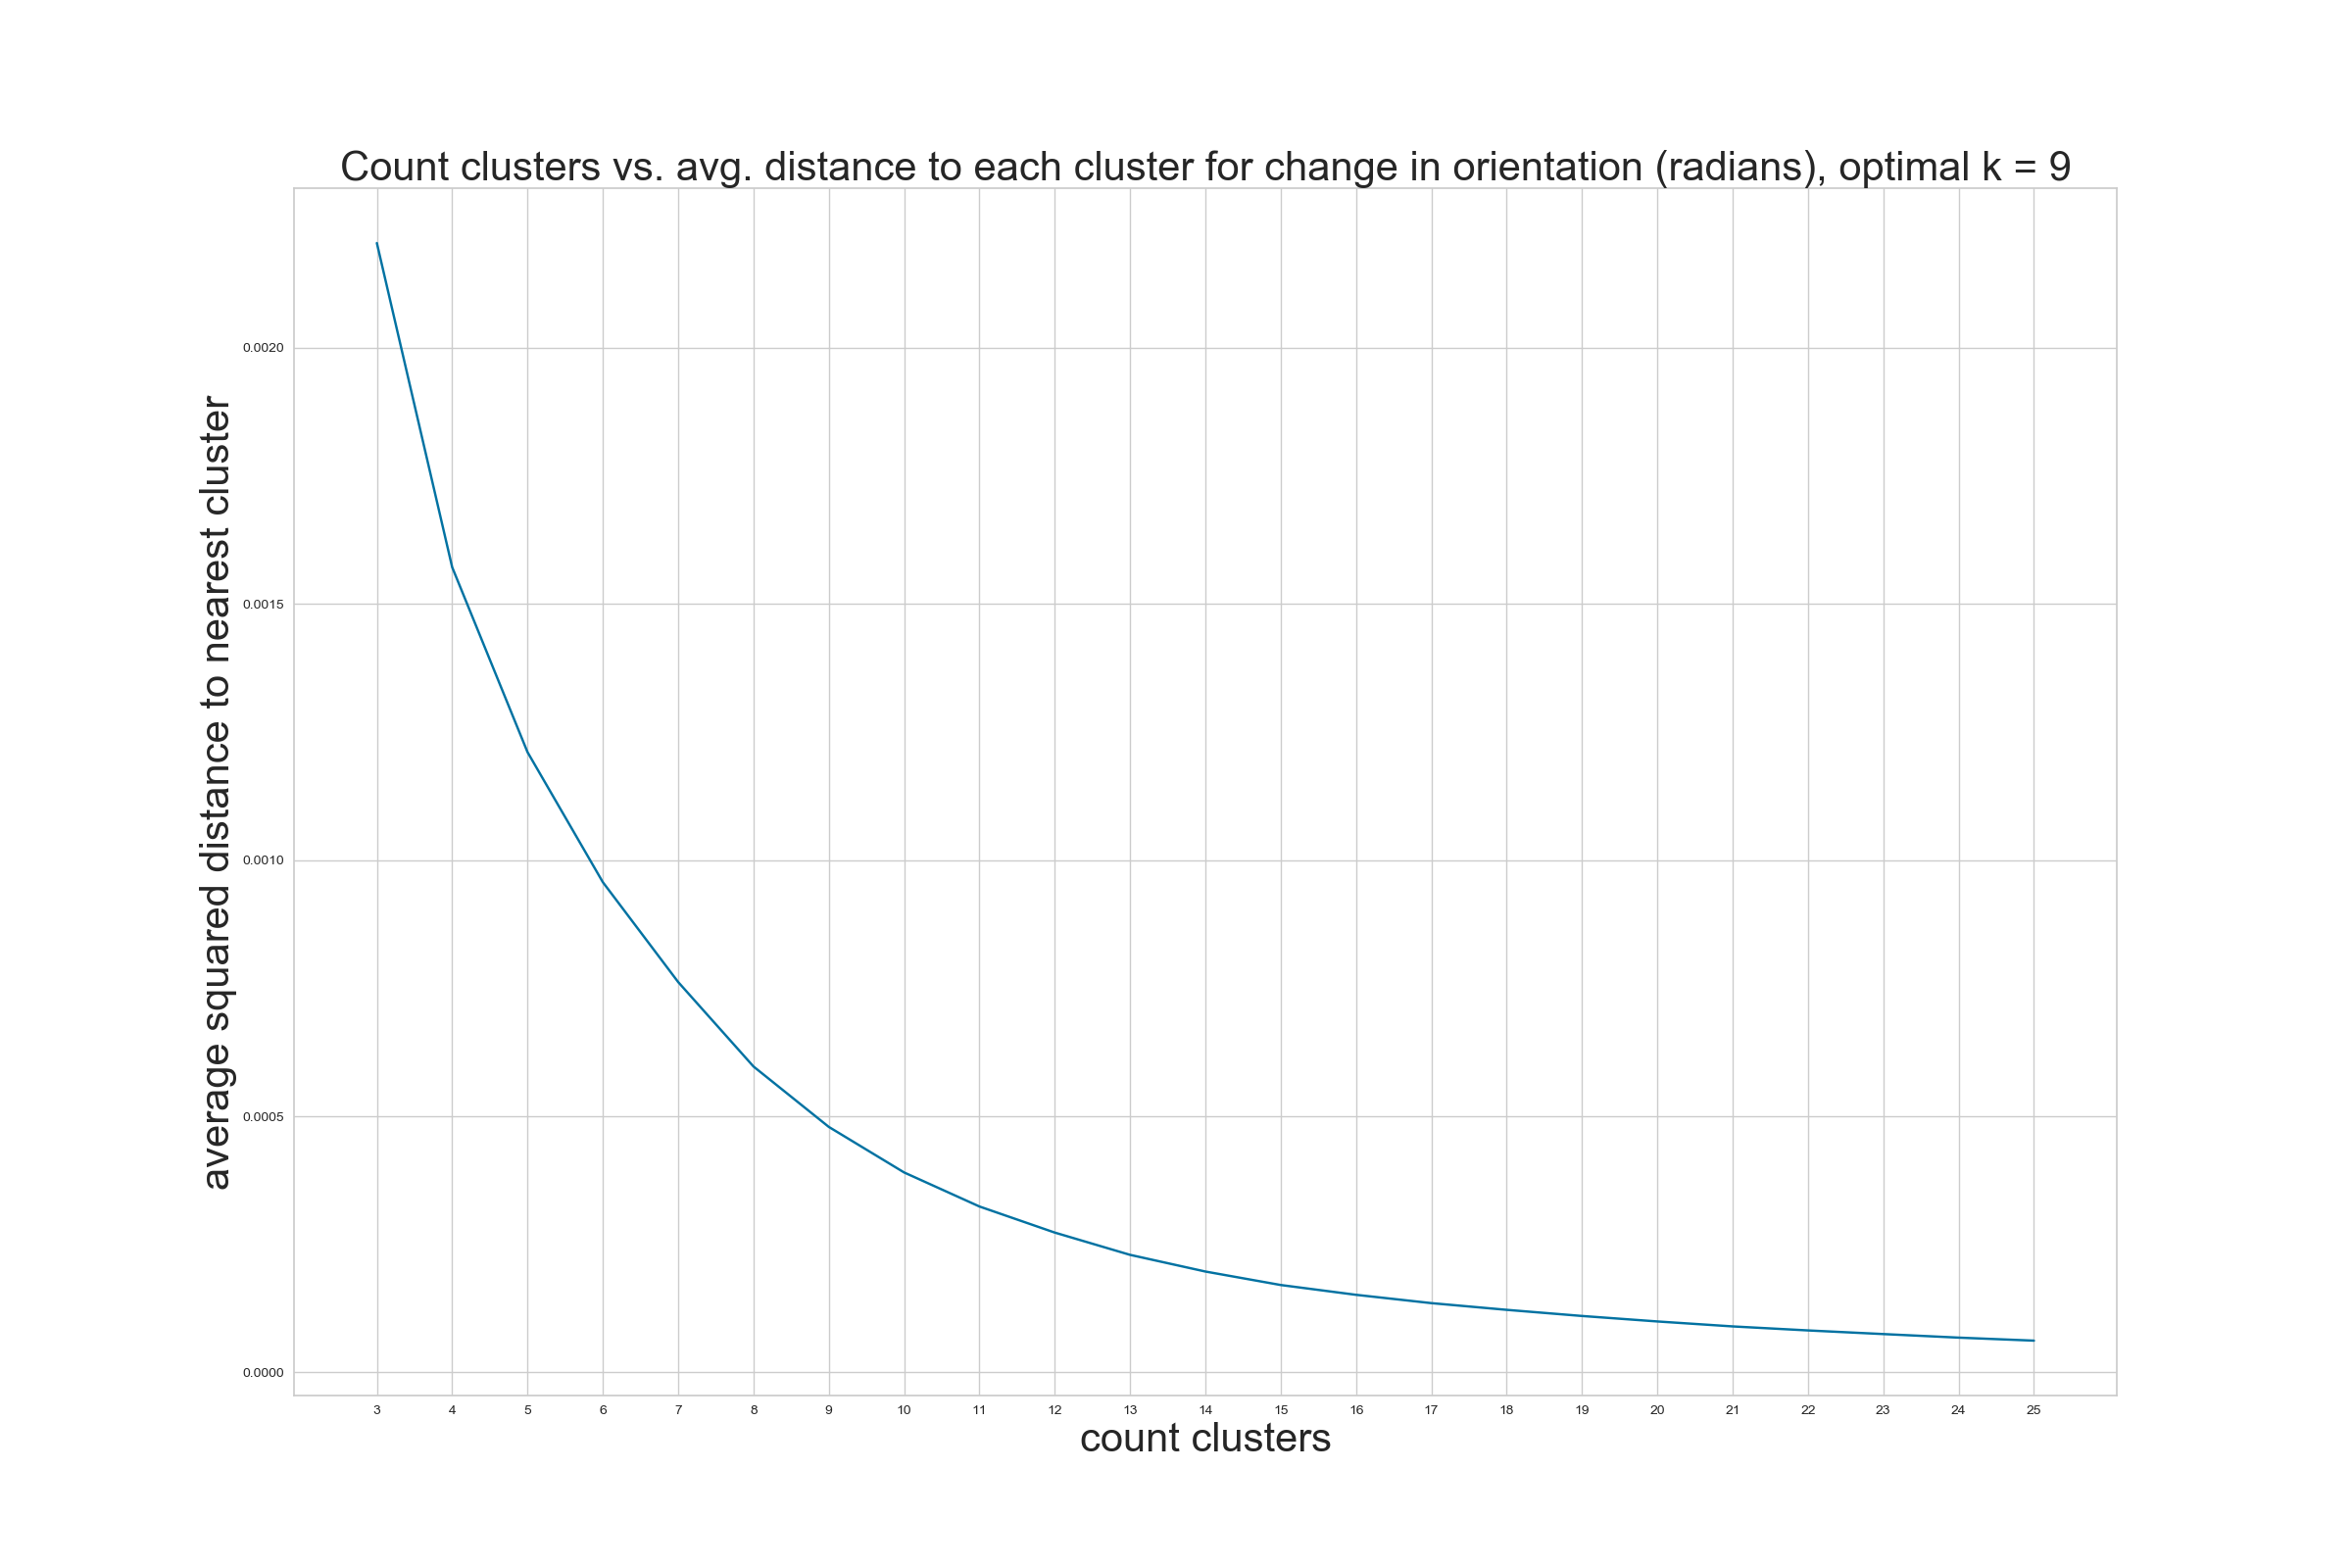 Count clusters vs. avg. distance to each cluster for change in orientation (radians), optimal k = 9
average squared distance to nearest cluster
0.0020
0.0015
0.0010
0.0005
0.0000
3 4 5 6 7 8 9 10 11 12 13 14 15 16 17 18 19 20 21 22 23 24 25
count clusters